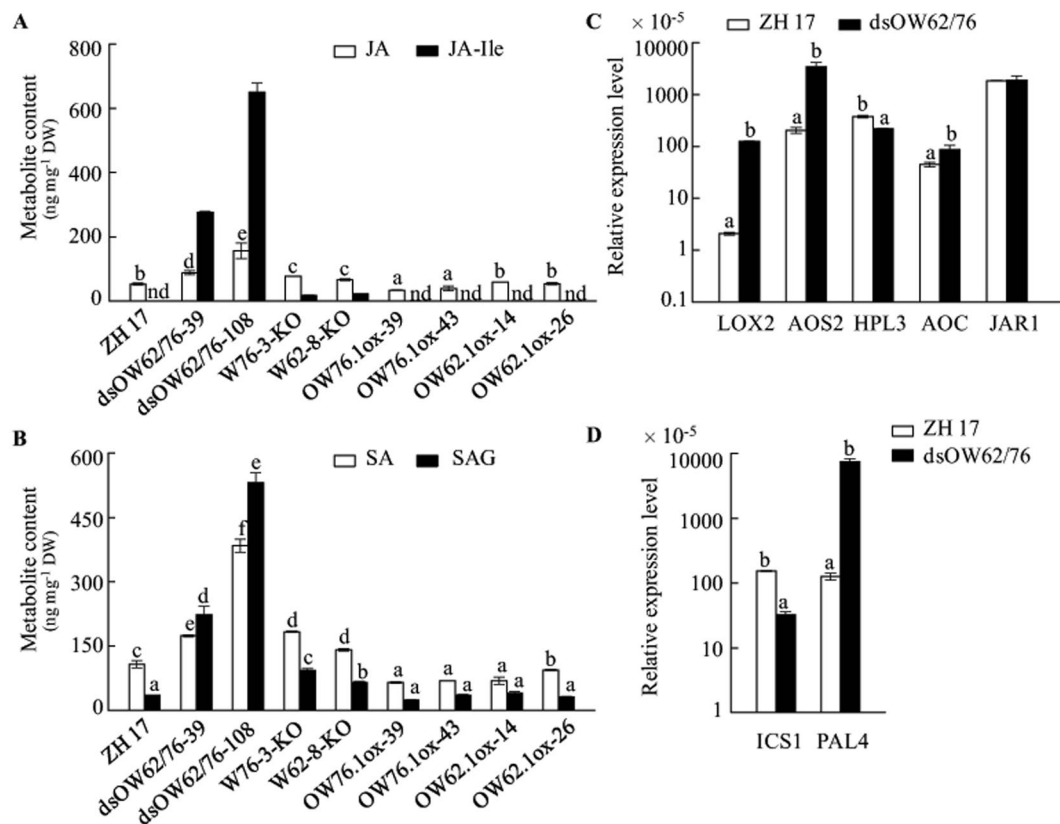 A
JA
JA-Ile
Metabolite content
(ng mg⁻¹ DW)
800
600
400
200
0
b
nd
d
e
c
c
a
nd
a
nd
b
nd
b
nd
ZH 17
dsOW62/76-39
dsOW62/76-108
W76-3-KO
W62-8-KO
OW76.1ox-39
OW76.1ox-43
OW62.1ox-14
OW62.1ox-26
B
SA
SAG
Metabolite content
(ng mg⁻¹ DW)
600
450
300
150
0
c
a
e
d
f
e
d
c
d
b
a
a
a
a
a
a
b
a
ZH 17
dsOW62/76-39
dsOW62/76-108
W76-3-KO
W62-8-KO
OW76.1ox-39
OW76.1ox-43
OW62.1ox-14
OW62.1ox-26
C
× 10⁻⁵
ZH 17
dsOW62/76
Relative expression level
10000
1000
100
10
1
0.1
a
b
a
b
b
a
a
b
LOX2
AOS2
HPL3
AOC
JAR1
D
× 10⁻⁵
ZH 17
dsOW62/76
Relative expression level
10000
1000
100
10
1
b
a
a
b
ICS1
PAL4